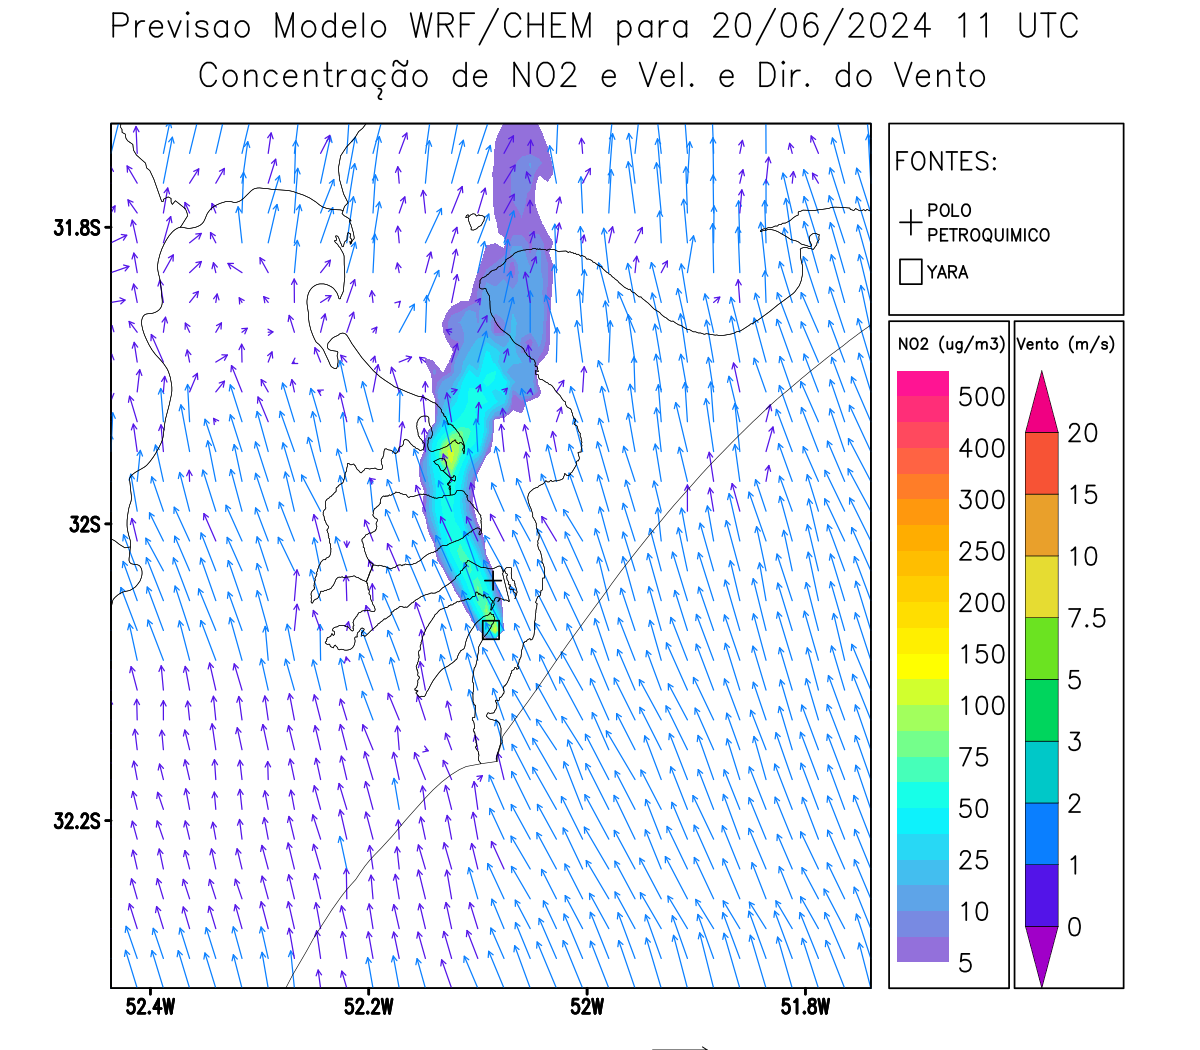 Previsao Modelo WRF/CHEM para 20/06/2024 11 UTC
Concentração de NO2 e Vel. e Dir. do Vento
FONTES:
POLO
PETROQUIMICO
YARA
31.8S
32S
32.2S
52.4W
52.2W
52W
51.8W
NO2 (ug/m3)
500
400
300
250
200
150
100
75
50
25
10
5
Vento (m/s)
20
15
10
7.5
5
3
2
1
0